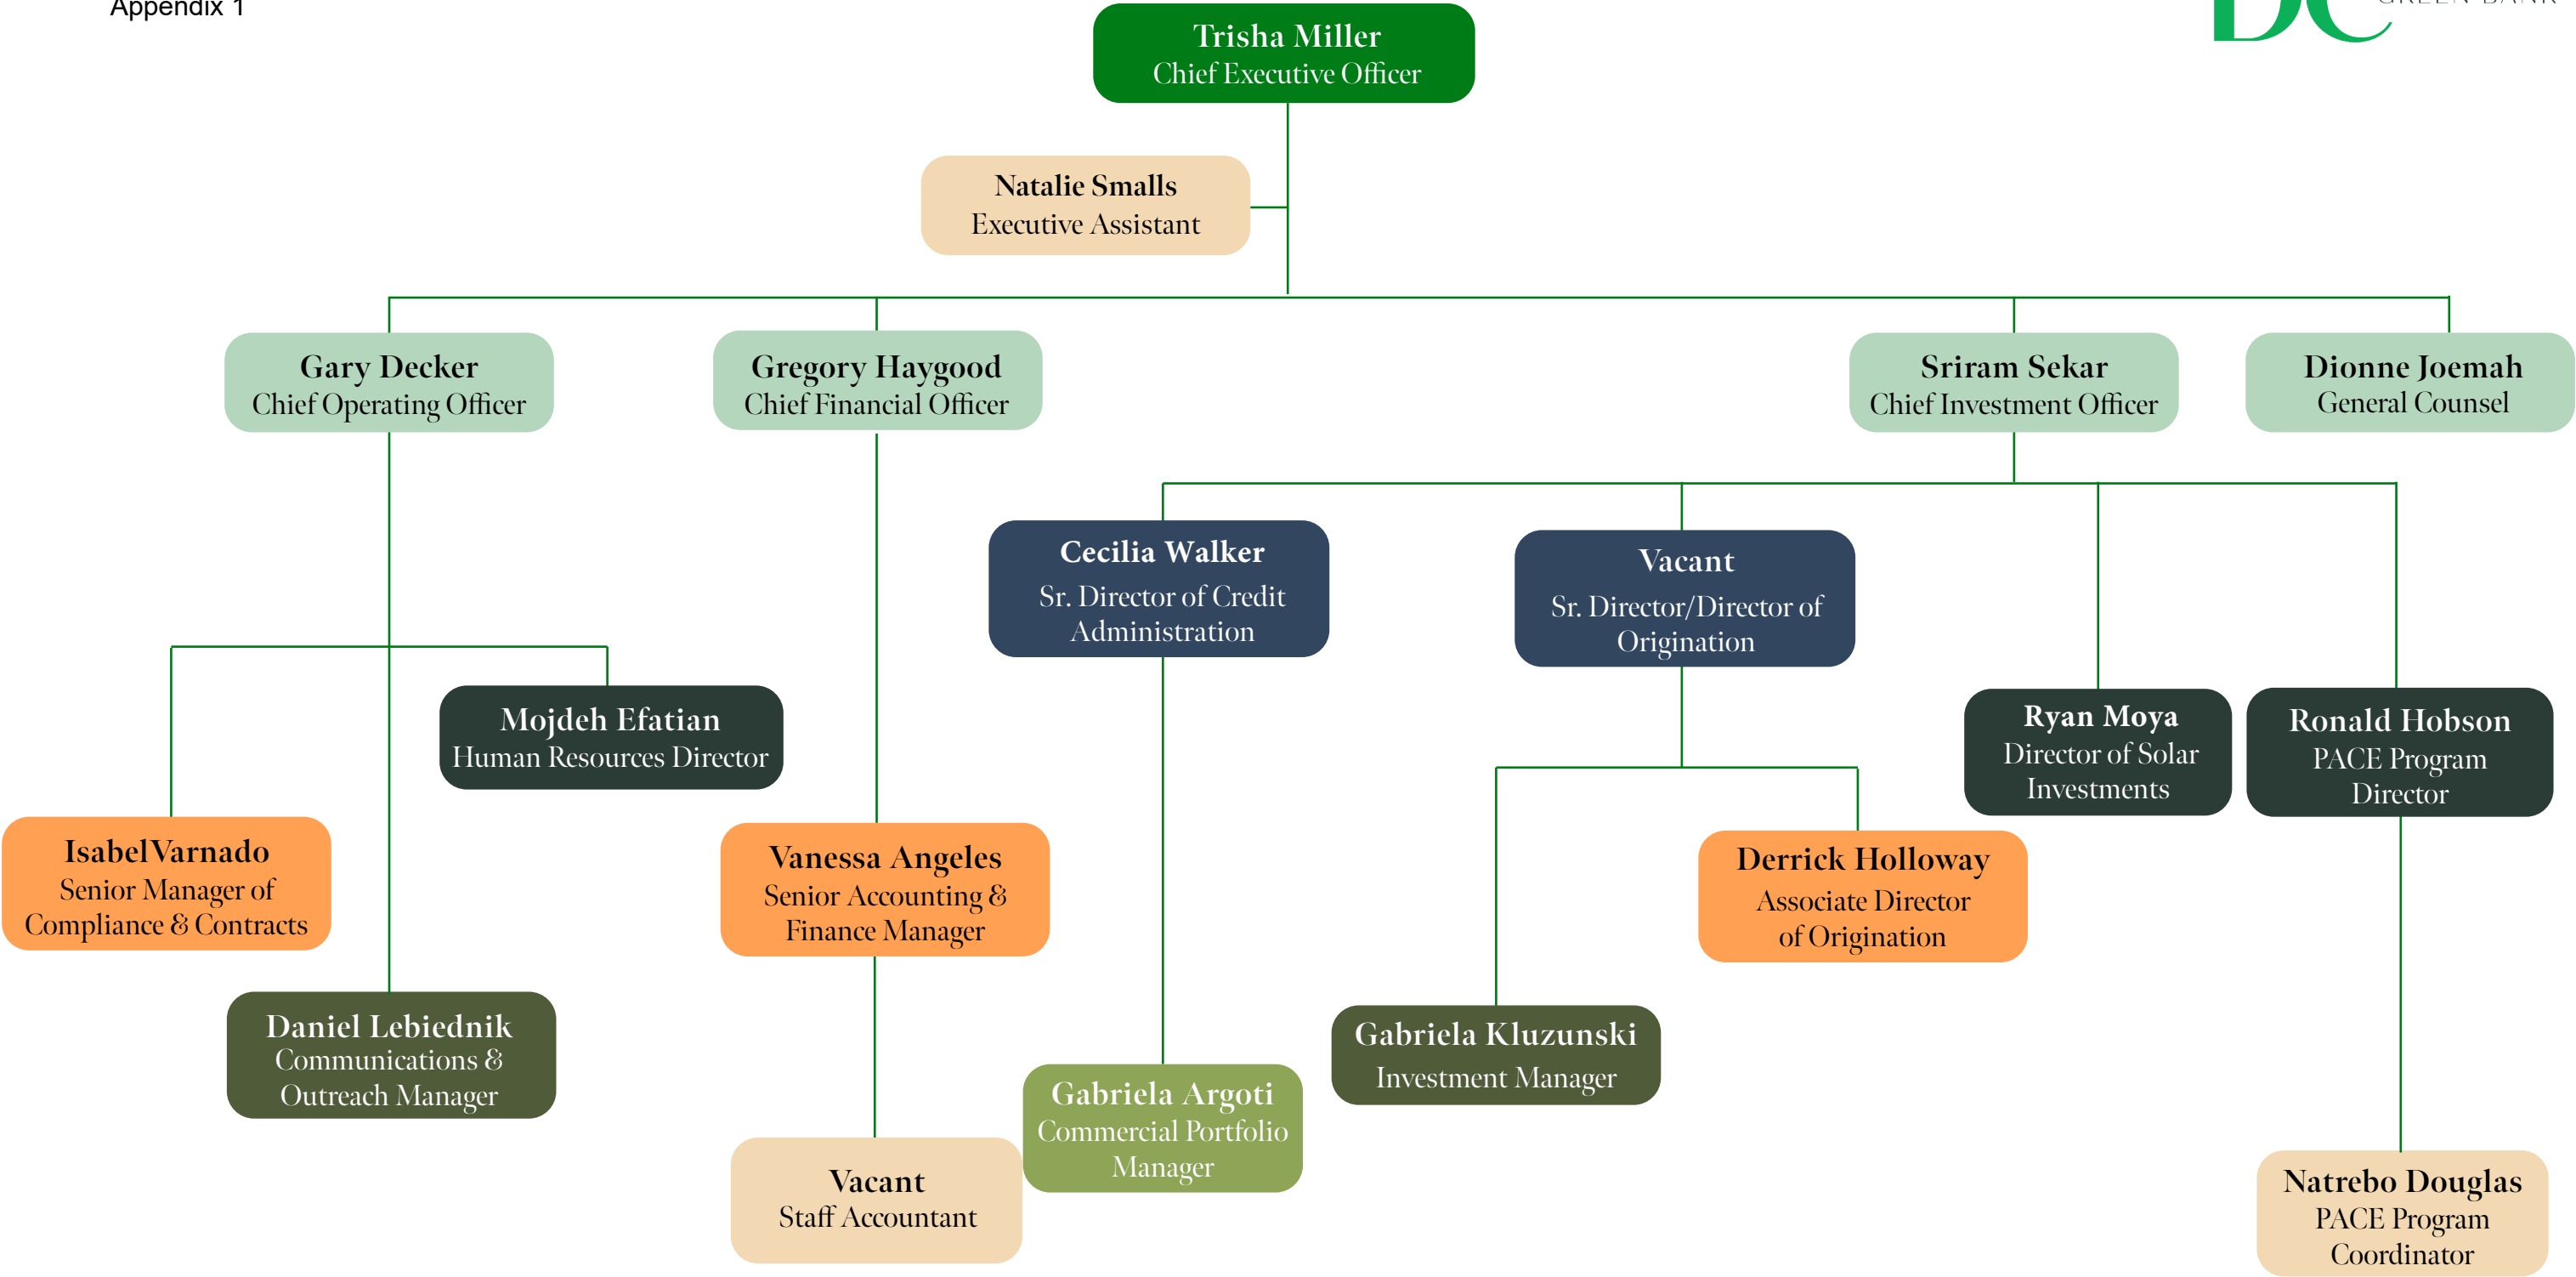 Appendix 1
DC
GREEN BANK
Trisha Miller
Chief Executive Officer
Natalie Smalls
Executive Assistant
Gary Decker
Chief Operating Officer
Gregory Haygood
Chief Financial Officer
Sriram Sekar
Chief Investment Officer
Dionne Joemah
General Counsel
Cecilia Walker
Sr. Director of Credit
Administration
Vacant
Sr. Director/Director of
Origination
Mojdeh Efatian
Human Resources Director
Ryan Moya
Director of Solar
Investments
Ronald Hobson
PACE Program
Director
IsabelVarnado
Senior Manager of
Compliance & Contracts
Vanessa Angeles
Senior Accounting &
Finance Manager
Derrick Holloway
Associate Director
of Origination
Daniel Lebiednik
Communications &
Outreach Manager
Gabriela Argoti
Commercial Portfolio
Manager
Gabriela Kluzunski
Investment Manager
Vacant
Staff Accountant
Natrebo Douglas
PACE Program
Coordinator